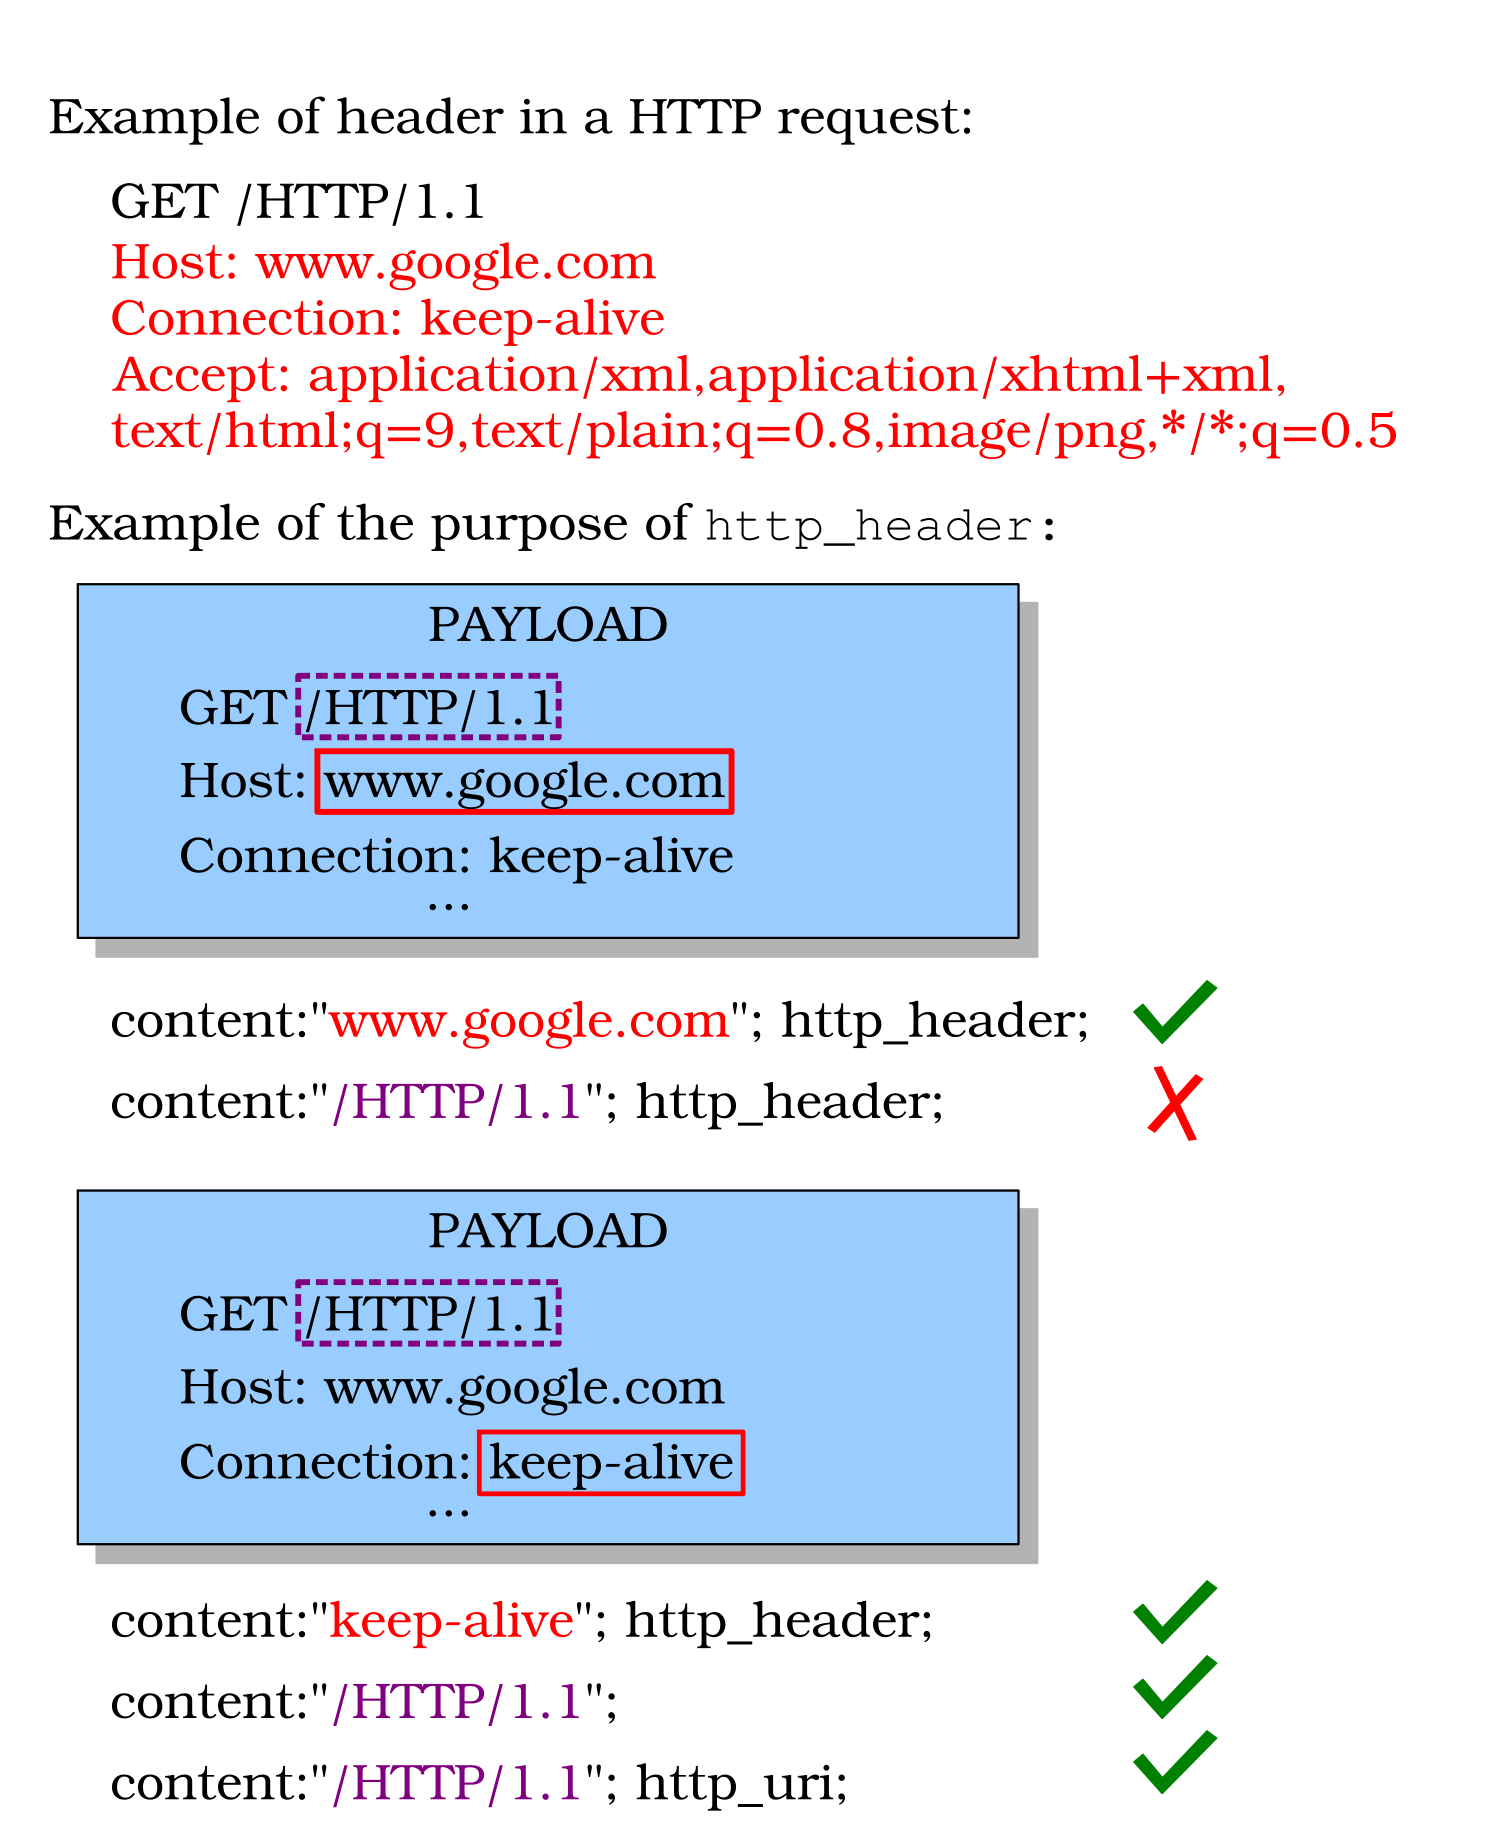 Example of header in a HTTP request:
GET /HTTP/1.1
Host: www.google.com
Connection: keep-alive
Accept: application/xml,application/xhtml+xml,
text/html;q=9,text/plain;q=0.8,image/png,*/*;q=0.5
Example of the purpose of http_header:
PAYLOAD
GET /HTTP/1.1
Host: www.google.com
Connection: keep-alive
...
content:"www.google.com"; http_header;
content:"/HTTP/1.1"; http_header;
PAYLOAD
GET /HTTP/1.1
Host: www.google.com
Connection: keep-alive
...
content:"keep-alive"; http_header;
content:"/HTTP/1.1";
content:"/HTTP/1.1"; http_uri;